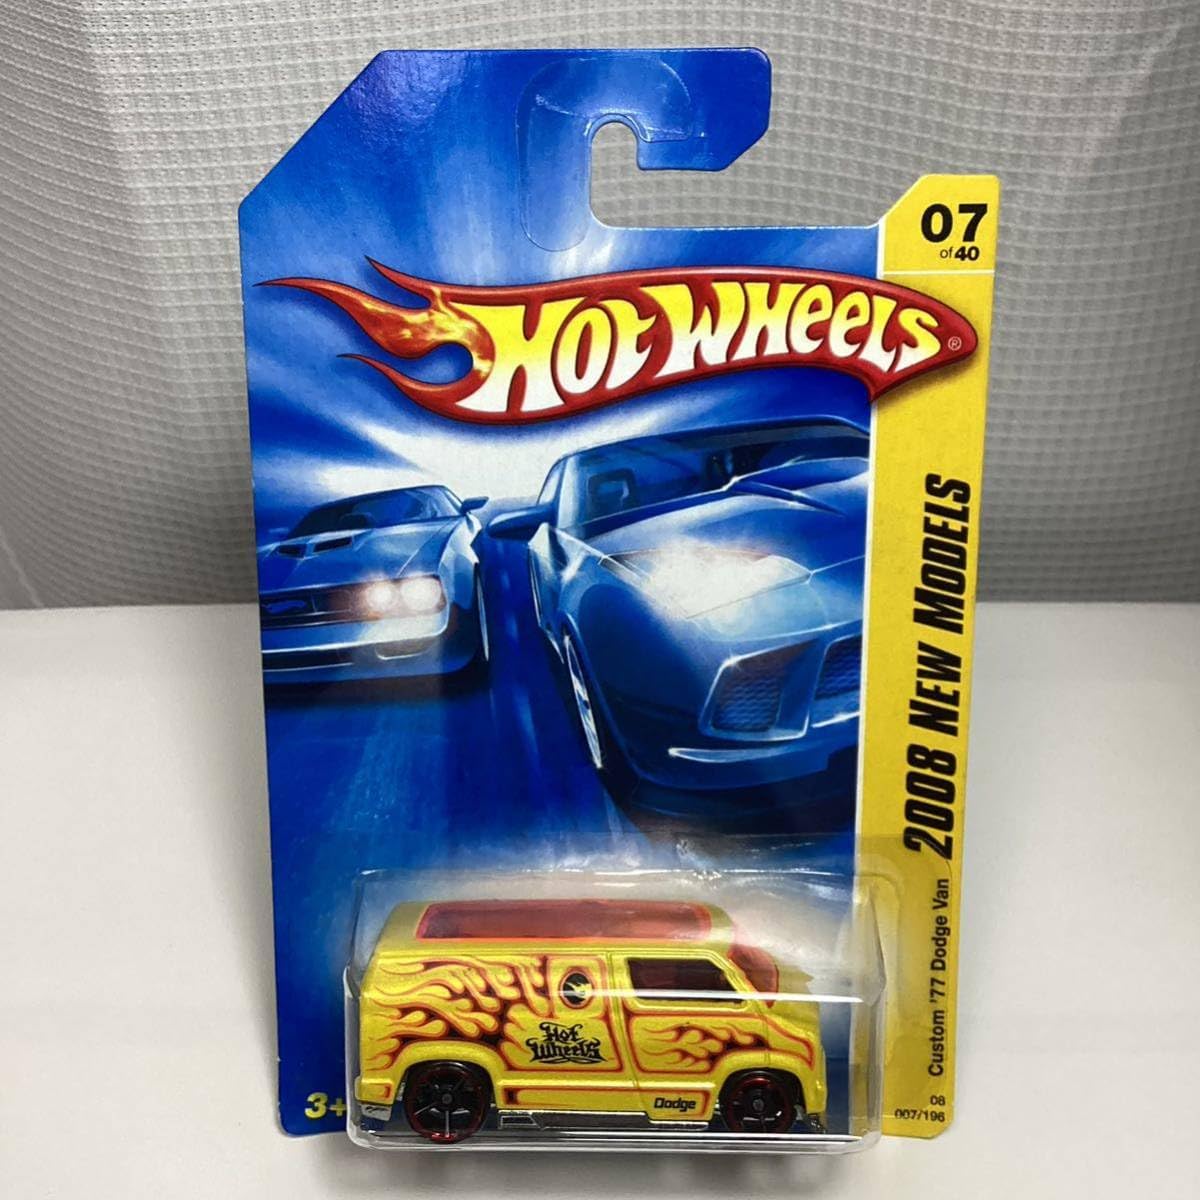 07
of 40
HOT WHEELS ®
2008 NEW MODELS
Custom '77 Dodge Van
08
007/196
Hot
Wheels
Dodge
3+